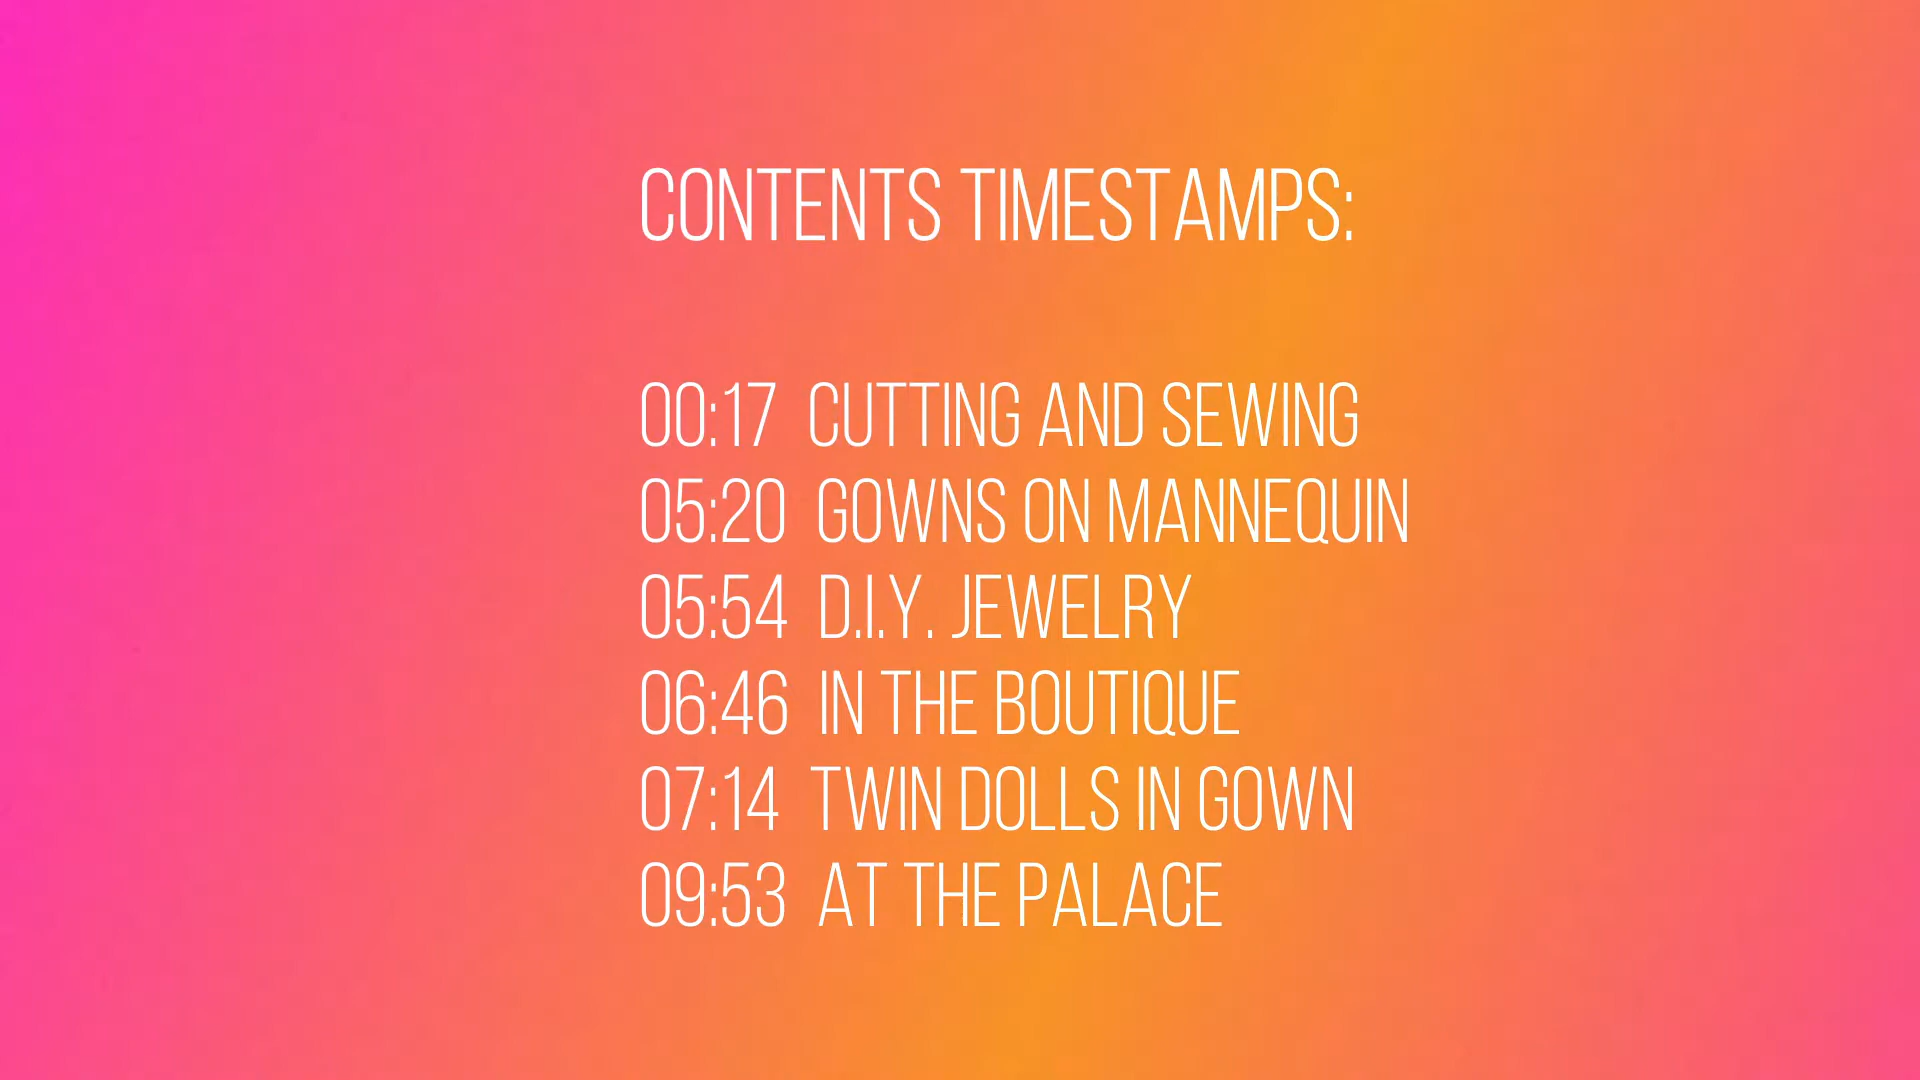 CONTENTS TIMESTAMPS:
00:17 CUTTING AND SEWING
05:20 GOWNS ON MANNEQUIN
05:54 D.I.Y. JEWELRY
06:46 IN THE BOUTIQUE
07:14 TWIN DOLLS IN GOWN
09:53 AT THE PALACE